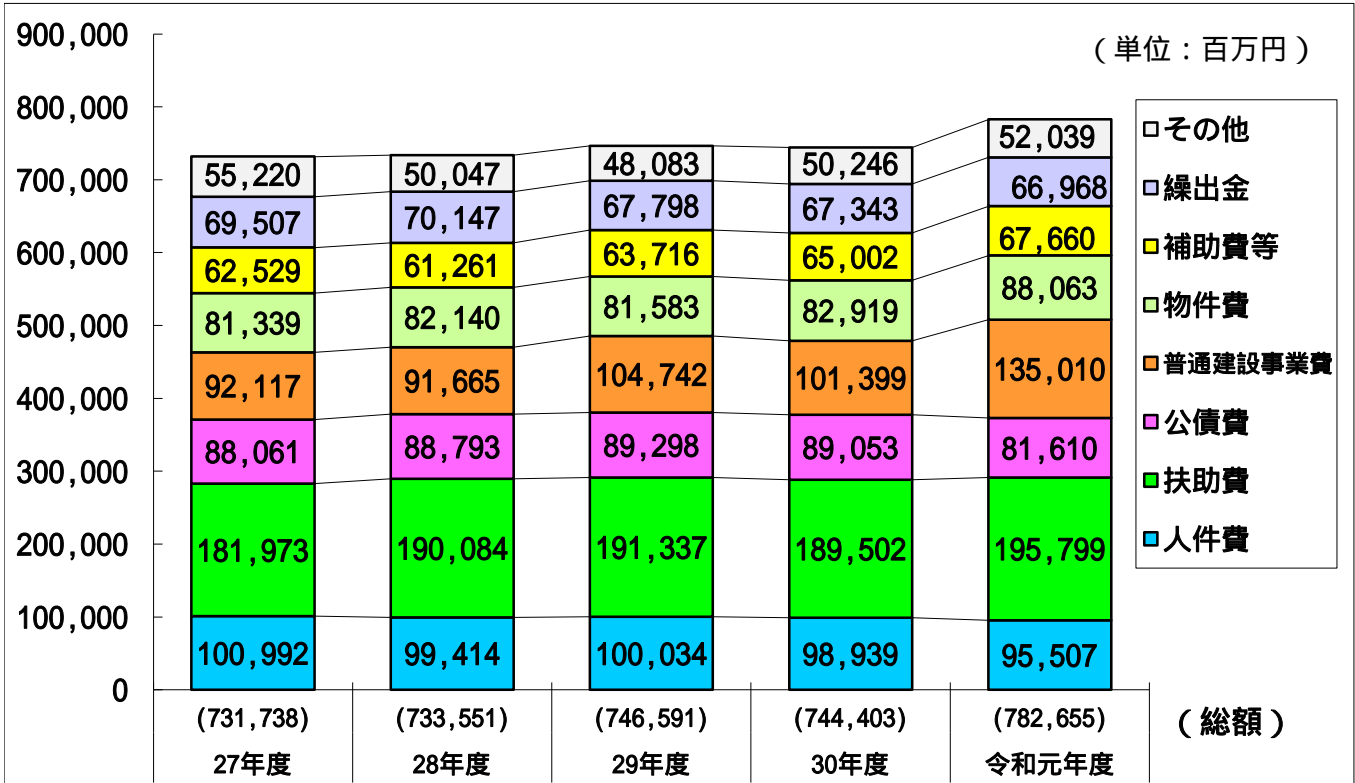 900,000
800,000
700,000
600,000
500,000
400,000
300,000
200,000
100,000
0
（単位：百万円）
55,220 50,047 48,083 50,246 52,039
69,507 70,147 67,798 67,343 66,968
62,529 61,261 63,716 65,002 67,660
81,339 82,140 81,583 82,919 88,063
92,117 91,665 104,742 101,399 135,010
88,061 88,793 89,298 89,053 81,610
181,973 190,084 191,337 189,502 195,799
100,992 99,414 100,034 98,939 95,507
その他
繰出金
補助費等
物件費
普通建設事業費
公債費
扶助費
人件費
(731,738) (733,551) (746,591) (744,403) (782,655) （総額）
27年度 28年度 29年度 30年度 令和元年度